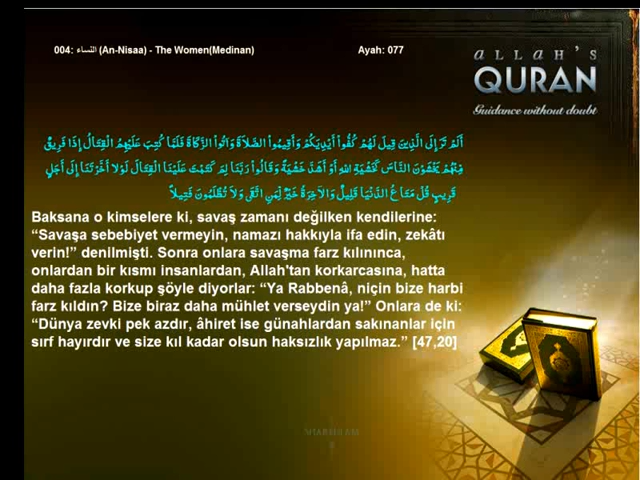 004: النساء (An-Nisaa) - The Women(Medinan)
Ayah: 077
ALLAH'S
QURAN
Guidance without doubt
أَلَمْ تَرَ إِلَى الَّذِينَ قِيلَ لَهُمْ كُفُّواْ أَيْدِيَكُمْ وَأَقِيمُواْ الصَّلاَةَ وَآتُواْ الزَّكَاةَ فَلَمَّا كُتِبَ عَلَيْهِمُ الْقِتَالُ إِذَا فَرِيقٌ
مِّنْهُمْ يَخْشَوْنَ النَّاسَ كَخَشْيَةِ اللّهِ أَوْ أَشَدَّ خَشْيَةً وَقَالُواْ رَبَّنَا لِمَ كَتَبْتَ عَلَيْنَا الْقِتَالَ لَوْلا أَخَّرْتَنَا إِلَى أَجَلٍ
قَرِيبٍ قُلْ مَتَاعُ الدَّنْيَا قَلِيلٌ وَالآخِرَةُ خَيْرٌ لِّمَنِ اتَّقَى وَلاَ تُظْلَمُونَ فَتِيلاً
Baksana o kimselere ki, savaş zamanı değilken kendilerine:
“Savaşa sebebiyet vermeyin, namazı hakkıyla ifa edin, zekâtı
verin!” denilmişti. Sonra onlara savaşma farz kılınınca,
onlardan bir kısmı insanlardan, Allah'tan korkarcasına, hatta
daha fazla korkup şöyle diyorlar: “Ya Rabbenâ, niçin bize harbi
farz kıldın? Bize biraz daha mühlet verseydin ya!” Onlara de ki:
“Dünya zevki pek azdır, âhiret ise günahlardan sakınanlar için
sırf hayırdır ve size kıl kadar olsun haksızlık yapılmaz.” [47,20]